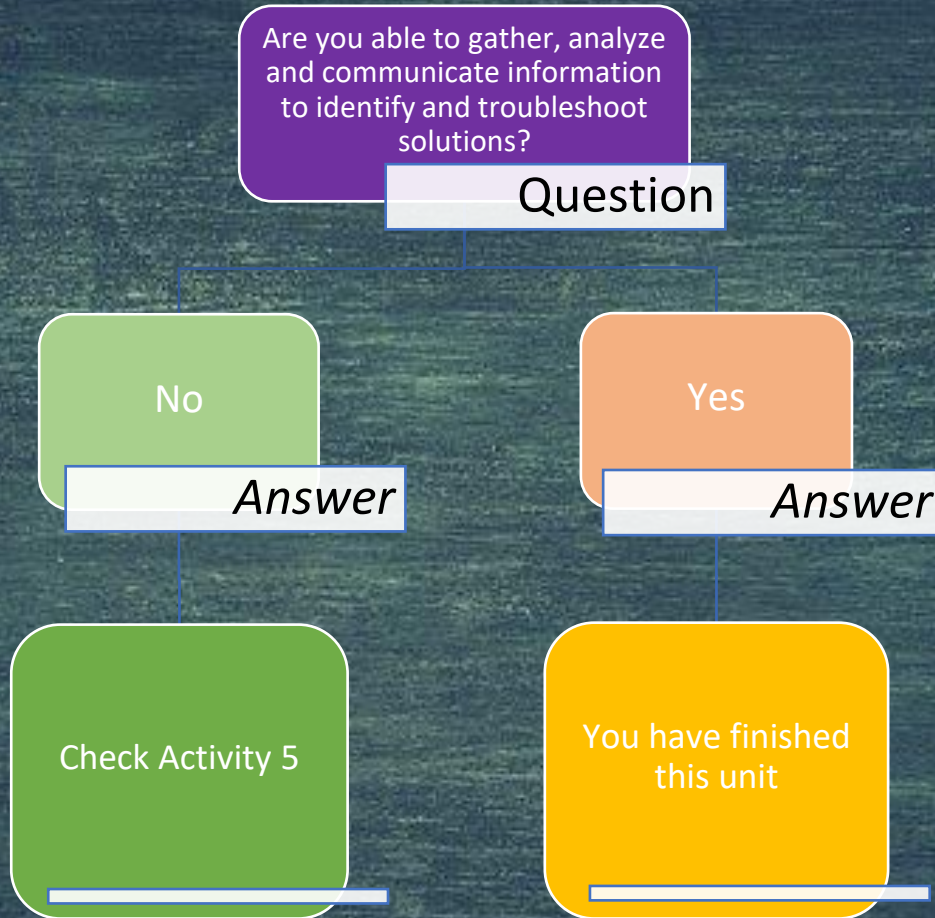 Are you able to gather, analyze
and communicate information
to identify and troubleshoot
solutions?
Question
No
Answer
Yes
Answer
Check Activity 5
You have finished
this unit